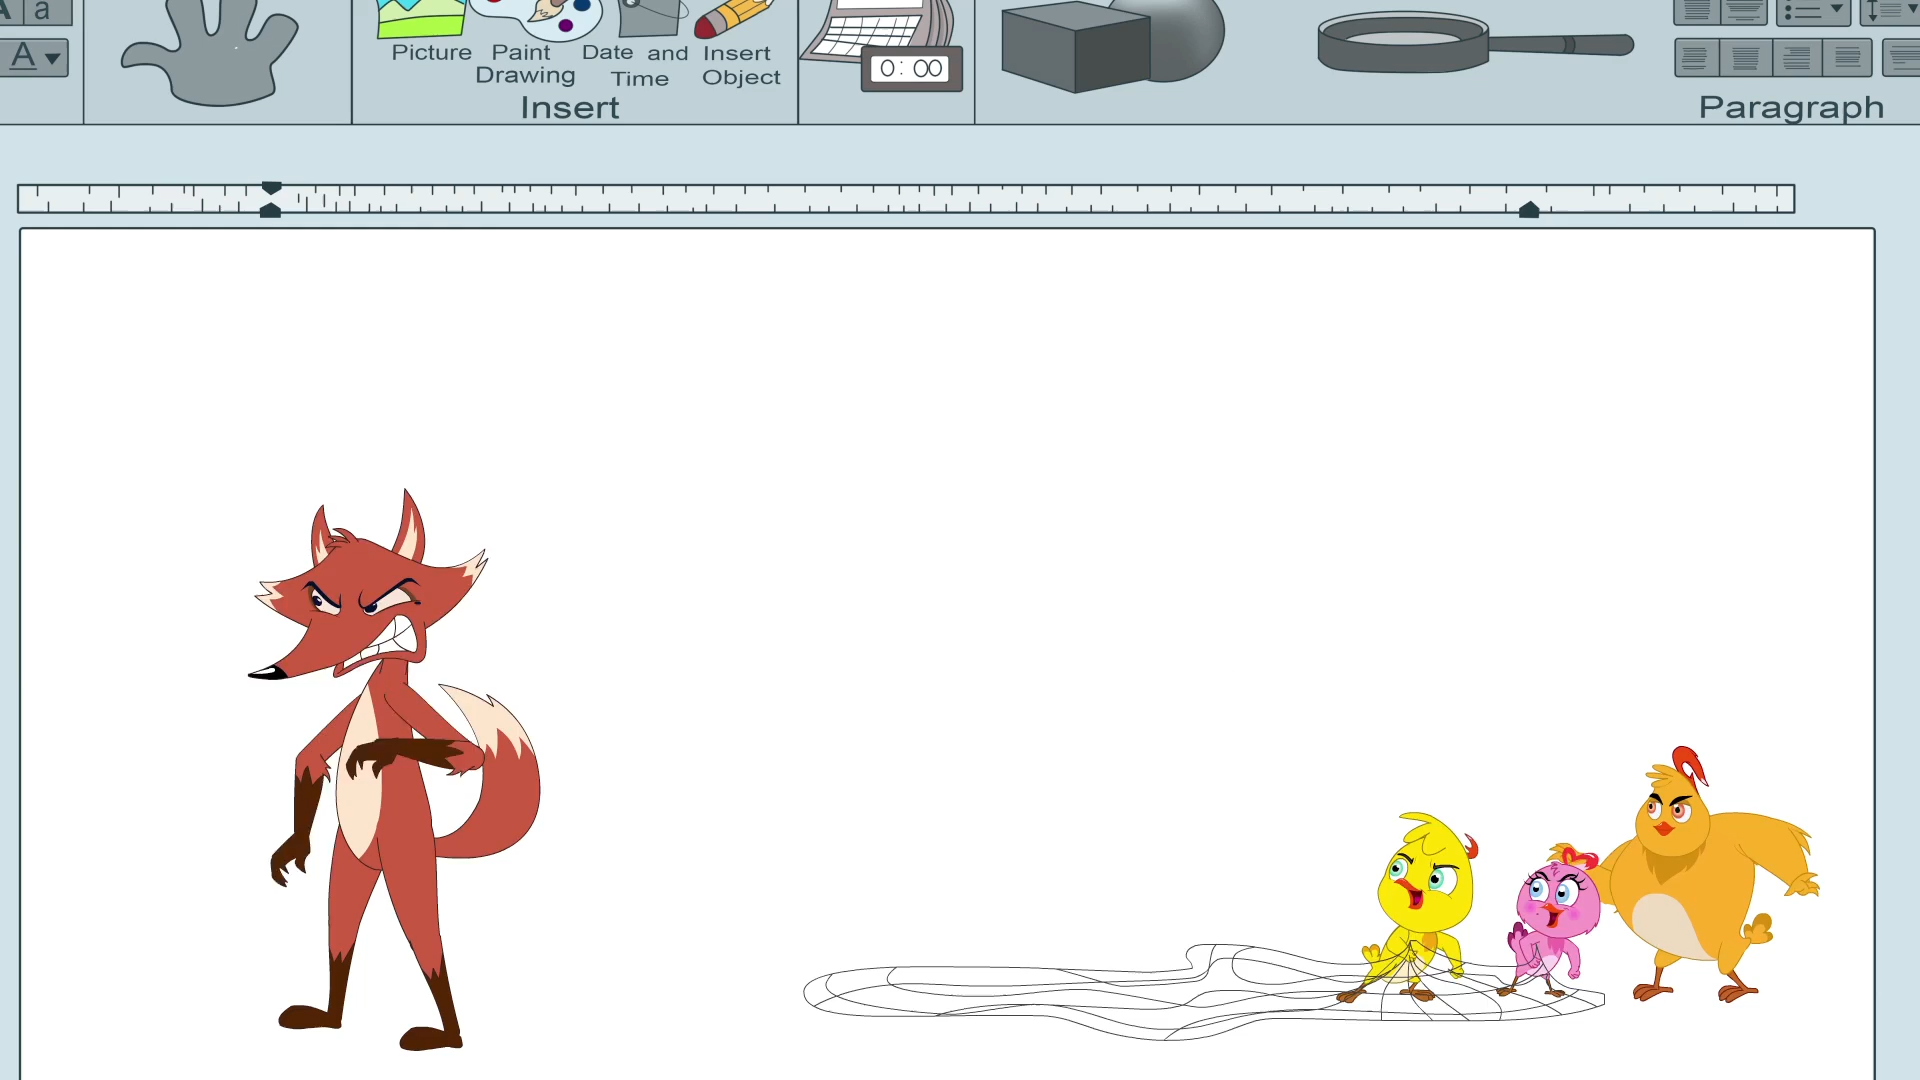 A a
A
Picture Paint Drawing Date and Time Insert Object
Insert
0: 00
Paragraph